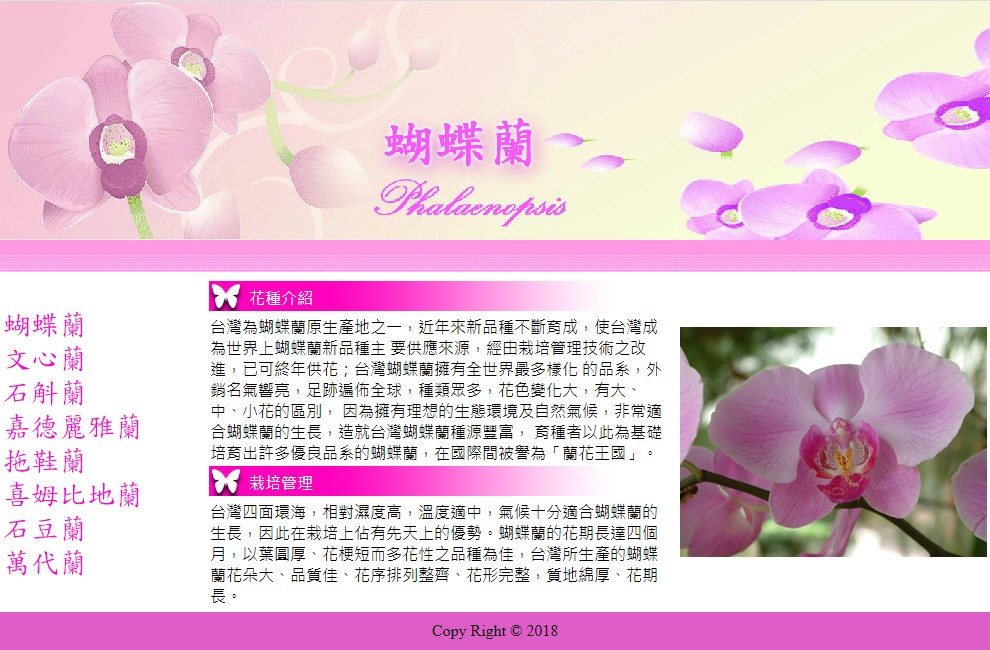 蝴蝶蘭
Phalaenopsis
蝴蝶蘭
文心蘭
石斛蘭
嘉德麗雅蘭
拖鞋蘭
喜姆比地蘭
石豆蘭
萬代蘭
花種介紹
台灣為蝴蝶蘭原生產地之一，近年來新品種不斷育成，使台灣成
為世界上蝴蝶蘭新品種主 要供應來源，經由栽培管理技術之改
進，已可終年供花；台灣蝴蝶蘭擁有全世界最多樣化 的品系，外
銷名氣響亮，足跡遍佈全球，種類眾多，花色變化大，有大、
中、小花的區別， 因為擁有理想的生態環境及自然氣候，非常適
合蝴蝶蘭的生長，造就台灣蝴蝶蘭種源豐富， 育種者以此為基礎
培育出許多優良品系的蝴蝶蘭，在國際間被譽為「蘭花王國」。
栽培管理
台灣四面環海，相對濕度高，溫度適中，氣候十分適合蝴蝶蘭的
生長，因此在栽培上佔有先天上的優勢。蝴蝶蘭的花期長達四個
月，以葉圓厚、花梗短而多花性之品種為佳，台灣所生產的蝴蝶
蘭花朵大、品質佳、花序排列整齊、花形完整，質地綿厚、花期
長。
Copy Right © 2018